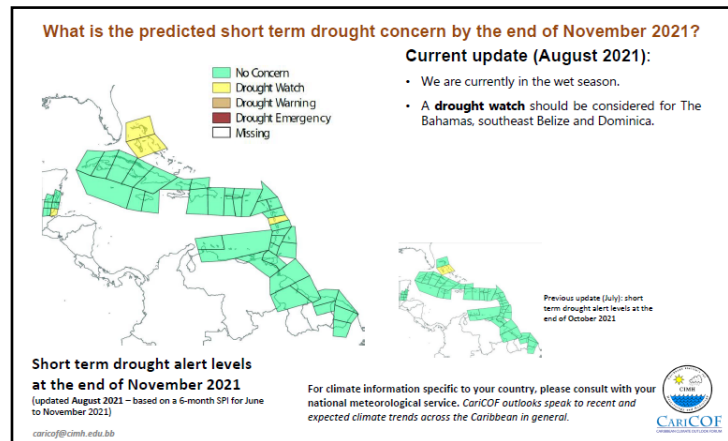 What is the predicted short term drought concern by the end of November 2021?
No Concern
Drought Watch
Drought Warning
Drought Emergency
Missing
Current update (August 2021):
• We are currently in the wet season.
• A drought watch should be considered for The
Bahamas, southeast Belize and Dominica.
Previous update (July): short
term drought alert levels at the
end of October 2021
Short term drought alert levels
at the end of November 2021
(updated August 2021 – based on a 6-month SPI for June
to November 2021)
caricof@cimh.edu.bb
For climate information specific to your country, please consult with your
national meteorological service. CariCOF outlooks speak to recent and
expected climate trends across the Caribbean in general.
CIMH
CARICOF
CARIBBEAN CLIMATE OUTLOOK FORUM